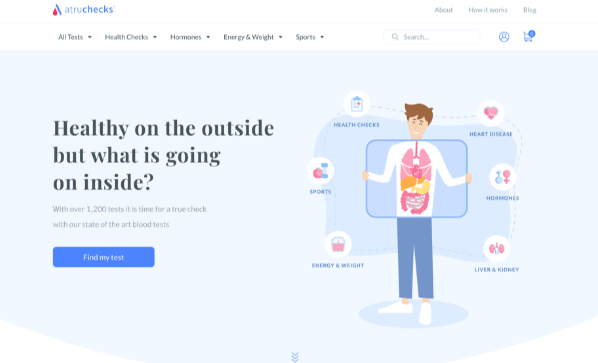 atruchecks
About How it works Blog
All Tests Health Checks Hormones Energy & Weight Sports Search... 0
Healthy on the outside
but what is going
on inside?
With over 1,200 tests it is time for a true check
with our state of the art blood tests
Find my test
HEALTH CHECKS
HEART DISEASE
SPORTS
HORMONES
ENERGY & WEIGHT
LIVER & KIDNEY